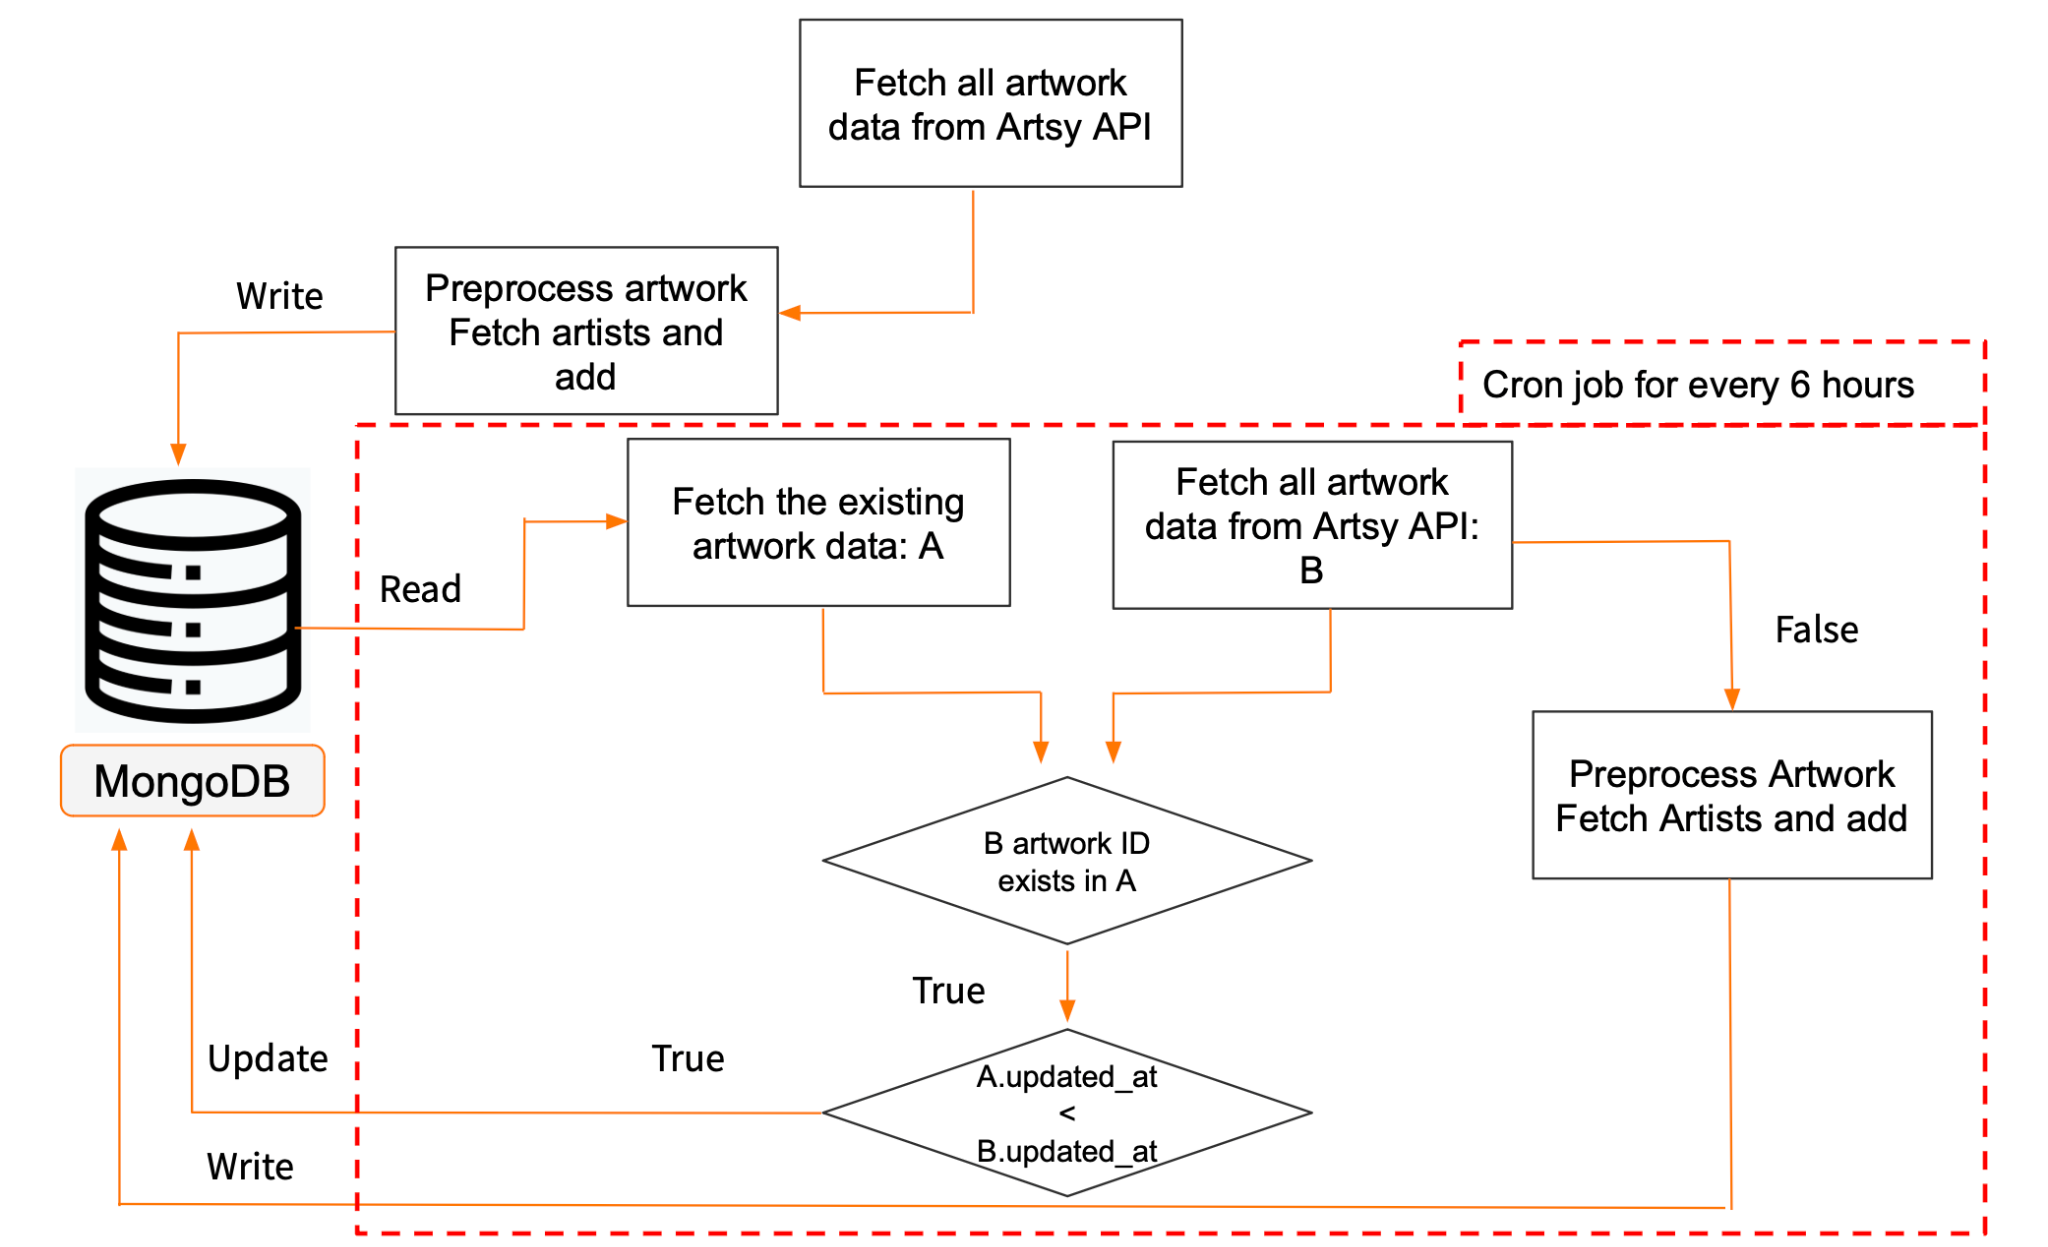 Fetch all artwork
data from Artsy API
Write
Preprocess artwork
Fetch artists and
add
Cron job for every 6 hours
Fetch the existing
artwork data: A
Fetch all artwork
data from Artsy API:
B
Read
False
MongoDB
Preprocess Artwork
Fetch Artists and add
B artwork ID
exists in A
True
Update
True
A.updated_at
<
B.updated_at
Write